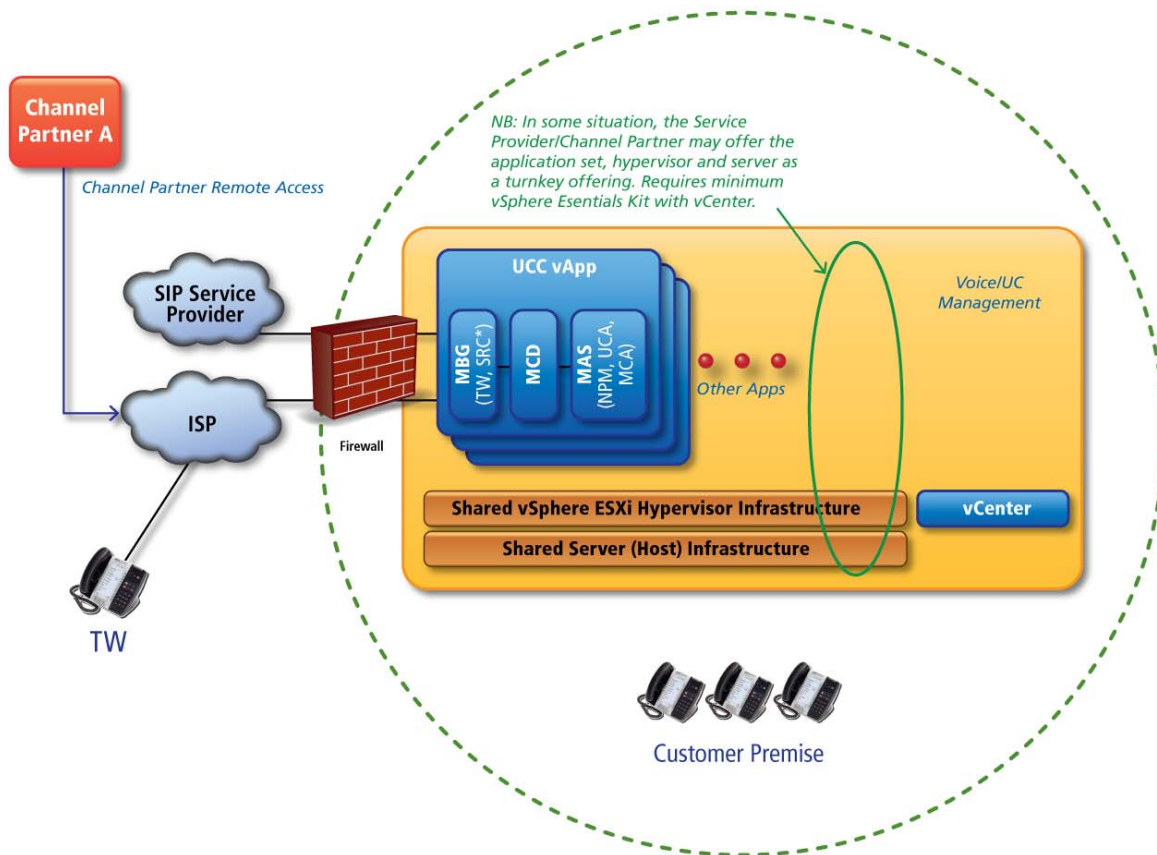 Channel
Partner A
Channel Partner Remote Access
NB: In some situation, the Service
Provider/Channel Partner may offer the
application set, hypervisor and server as
a turnkey offering. Requires minimum
vSphere Esentials Kit with vCenter.
SIP Service
Provider
ISP
Firewall
TW
UCC vApp
MBG
(TW, SRC*)
MCD
MAS
(NPM, UCA,
MCA)
Other Apps
Voice/UC
Management
Shared vSphere ESXi Hypervisor Infrastructure
Shared Server (Host) Infrastructure
vCenter
Customer Premise